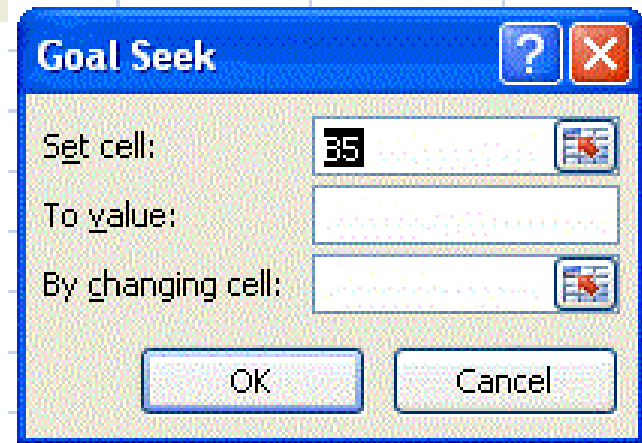 Goal Seek ?
Set cell: B5
To value:
By changing cell:
OK Cancel